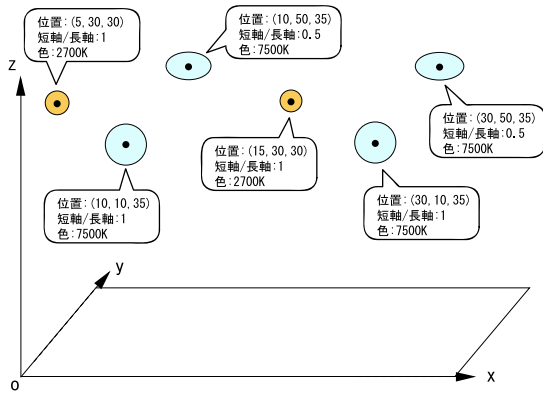 位置:(5,30,30)
短軸/長軸:1
色:2700K
位置:(10,50,35)
短軸/長軸:0.5
色:7500K
z
位置:(30,50,35)
短軸/長軸:0.5
色:7500K
位置:(15,30,30)
短軸/長軸:1
色:2700K
位置:(10,10,35)
短軸/長軸:1
色:7500K
位置:(30,10,35)
短軸/長軸:1
色:7500K
y
o
x